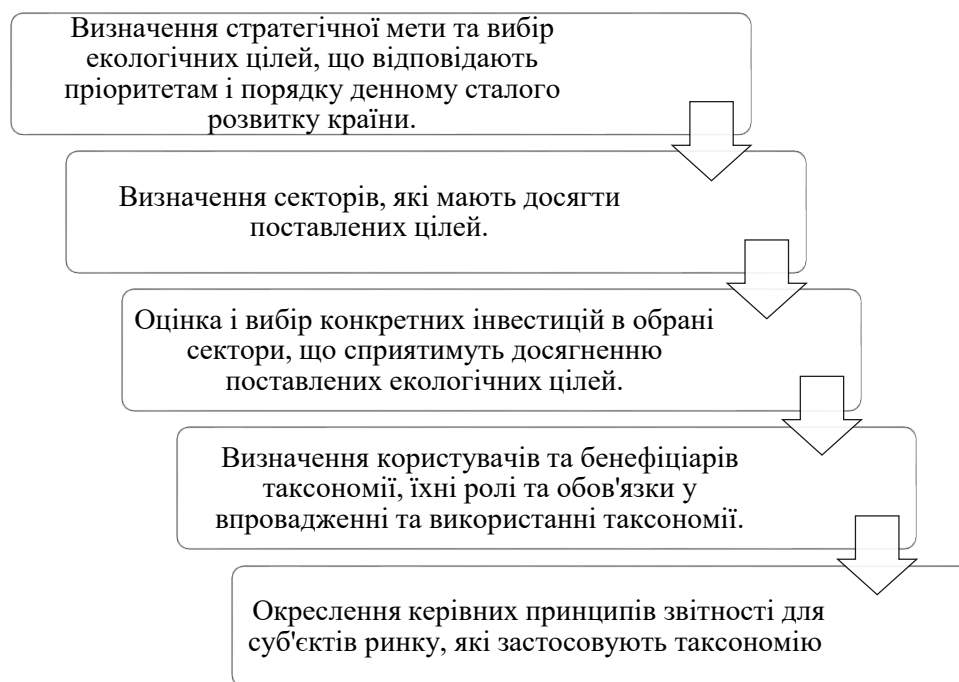 Визначення стратегічної мети та вибір
екологічних цілей, що відповідають
пріоритетам і порядку денному сталого
розвитку країни.
Визначення секторів, які мають досягти
поставлених цілей.
Оцінка і вибір конкретних інвестицій в обрані
сектори, що сприятимуть досягненню
поставлених екологічних цілей.
Визначення користувачів та бенефіціарів
таксономії, їхні ролі та обов'язки у
впровадженні та використанні таксономії.
Окреслення керівних принципів звітності для
суб'єктів ринку, які застосовують таксономію